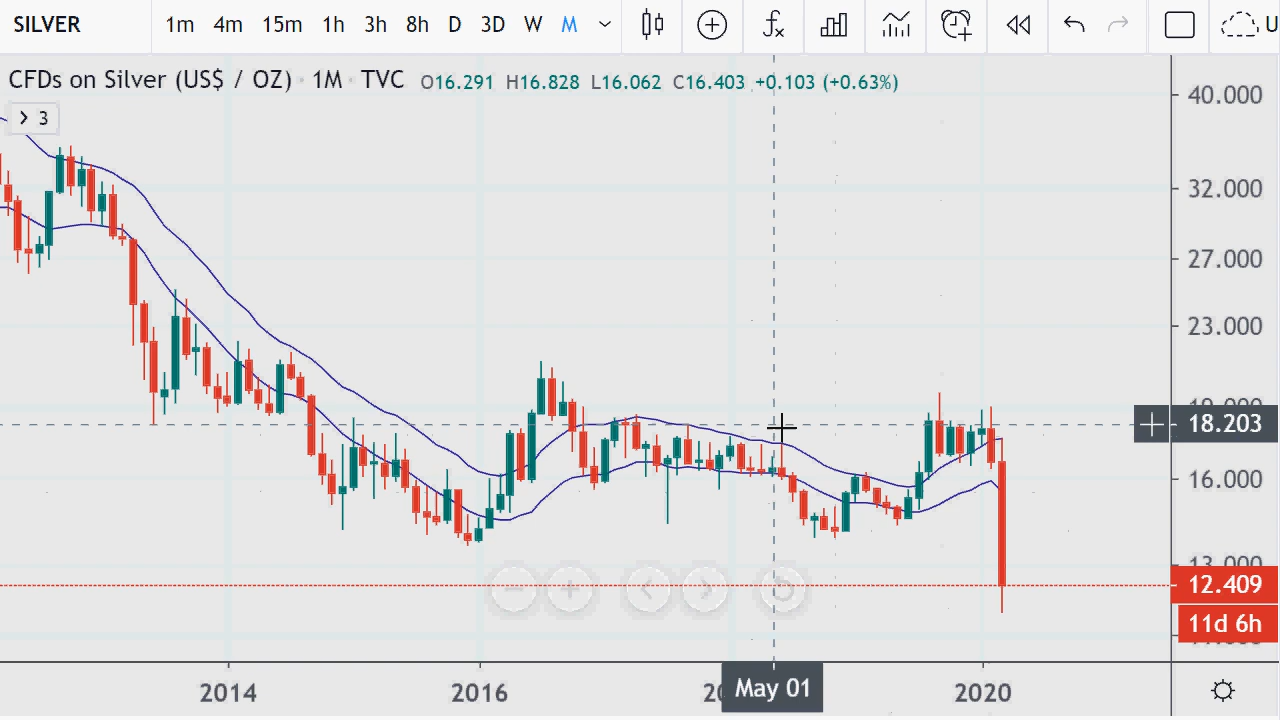 SILVER 1m 4m 15m 1h 3h 8h D 3D W M
CFDs on Silver (US$ / OZ) · 1M · TVC O16.291 H16.828 L16.062 C16.403 +0.103 (+0.63%)
3
40.000
32.000
27.000
23.000
18.203
16.000
13.000
12.409
11d 6h
2014 2016 May 01 2020